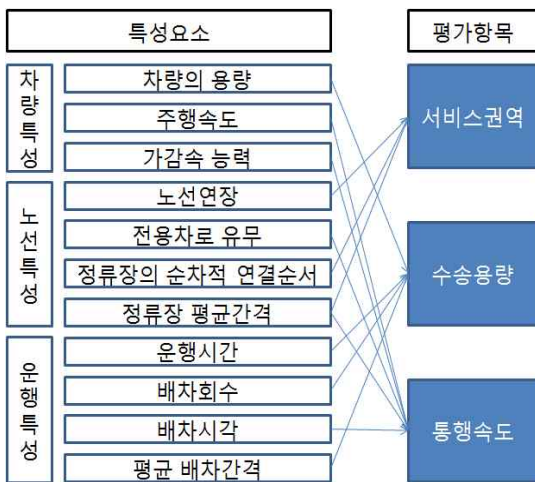 특성요소
평가항목
차량특성
차량의 용량
주행속도
가감속 능력
노선특성
노선연장
전용차로 유무
정류장의 순차적 연결순서
정류장 평균간격
운행특성
운행시간
배차회수
배차시각
평균 배차간격
서비스권역
수송용량
통행속도